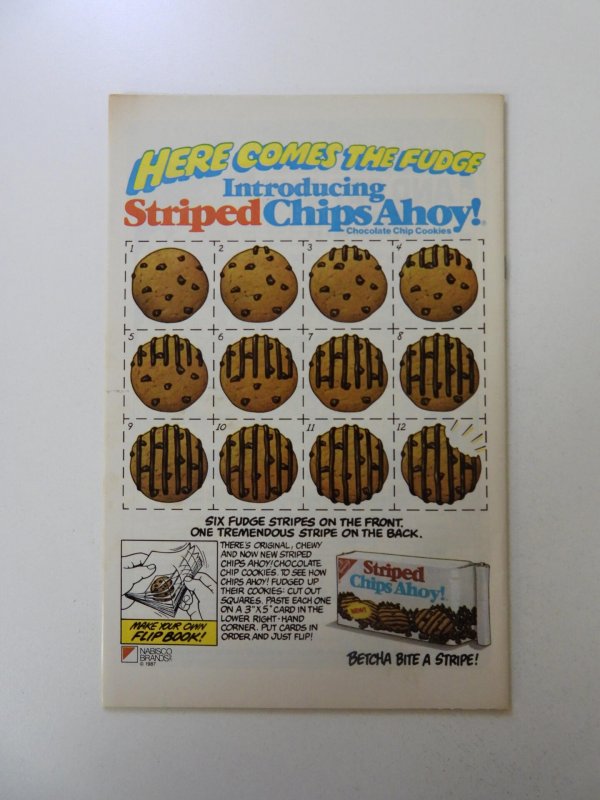 HERE COMES THE FUDGE
Introducing
Striped Chips Ahoy!®
Chocolate Chip Cookies
1 2 3 4
5 6 7 8
9 10 11 12
SIX FUDGE STRIPES ON THE FRONT.
ONE TREMENDOUS STRIPE ON THE BACK.
THERE'S ORIGINAL, CHEWY
AND NOW NEW STRIPED
CHIPS AHOY! CHOCOLATE
CHIP COOKIES. TO SEE HOW
CHIPS AHOY! FUDGED UP
THEIR COOKIES: CUT OUT
SQUARES. PASTE EACH ONE
ON A 3"X5" CARD IN THE
LOWER RIGHT-HAND
CORNER. PUT CARDS IN
ORDER AND JUST FLIP!
MAKE YOUR OWN
FLIP BOOK!
NABISCO
BRANDS
© 1987
Striped
Chips Ahoy!
NEW!
BETCHA BITE A STRIPE!